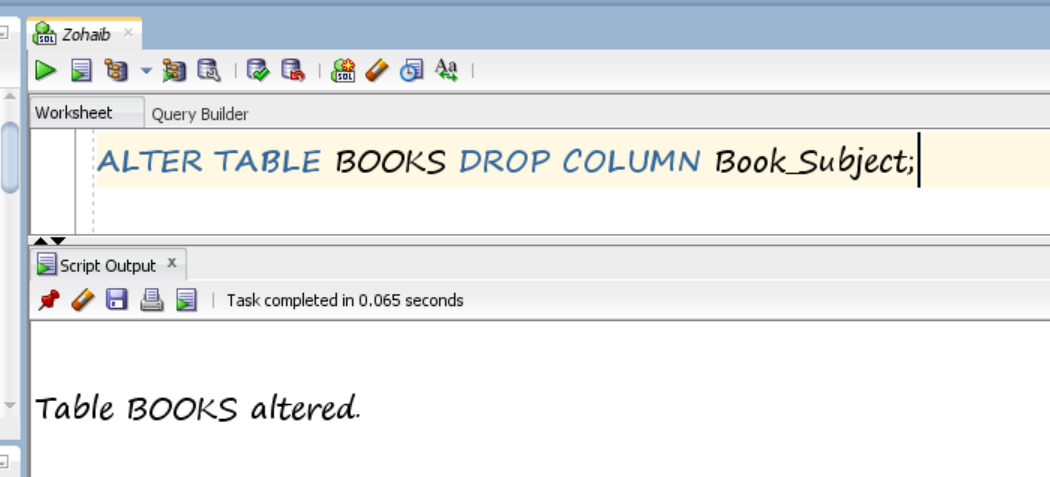 Zohaib
Worksheet Query Builder
ALTER TABLE BOOKS DROP COLUMN Book_Subject;
Script Output x
Task completed in 0.065 seconds
Table BOOKS altered.